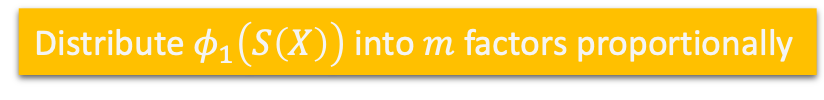 Distribute 𝜙₁(𝑆(𝑋)) into 𝑚 factors proportionally